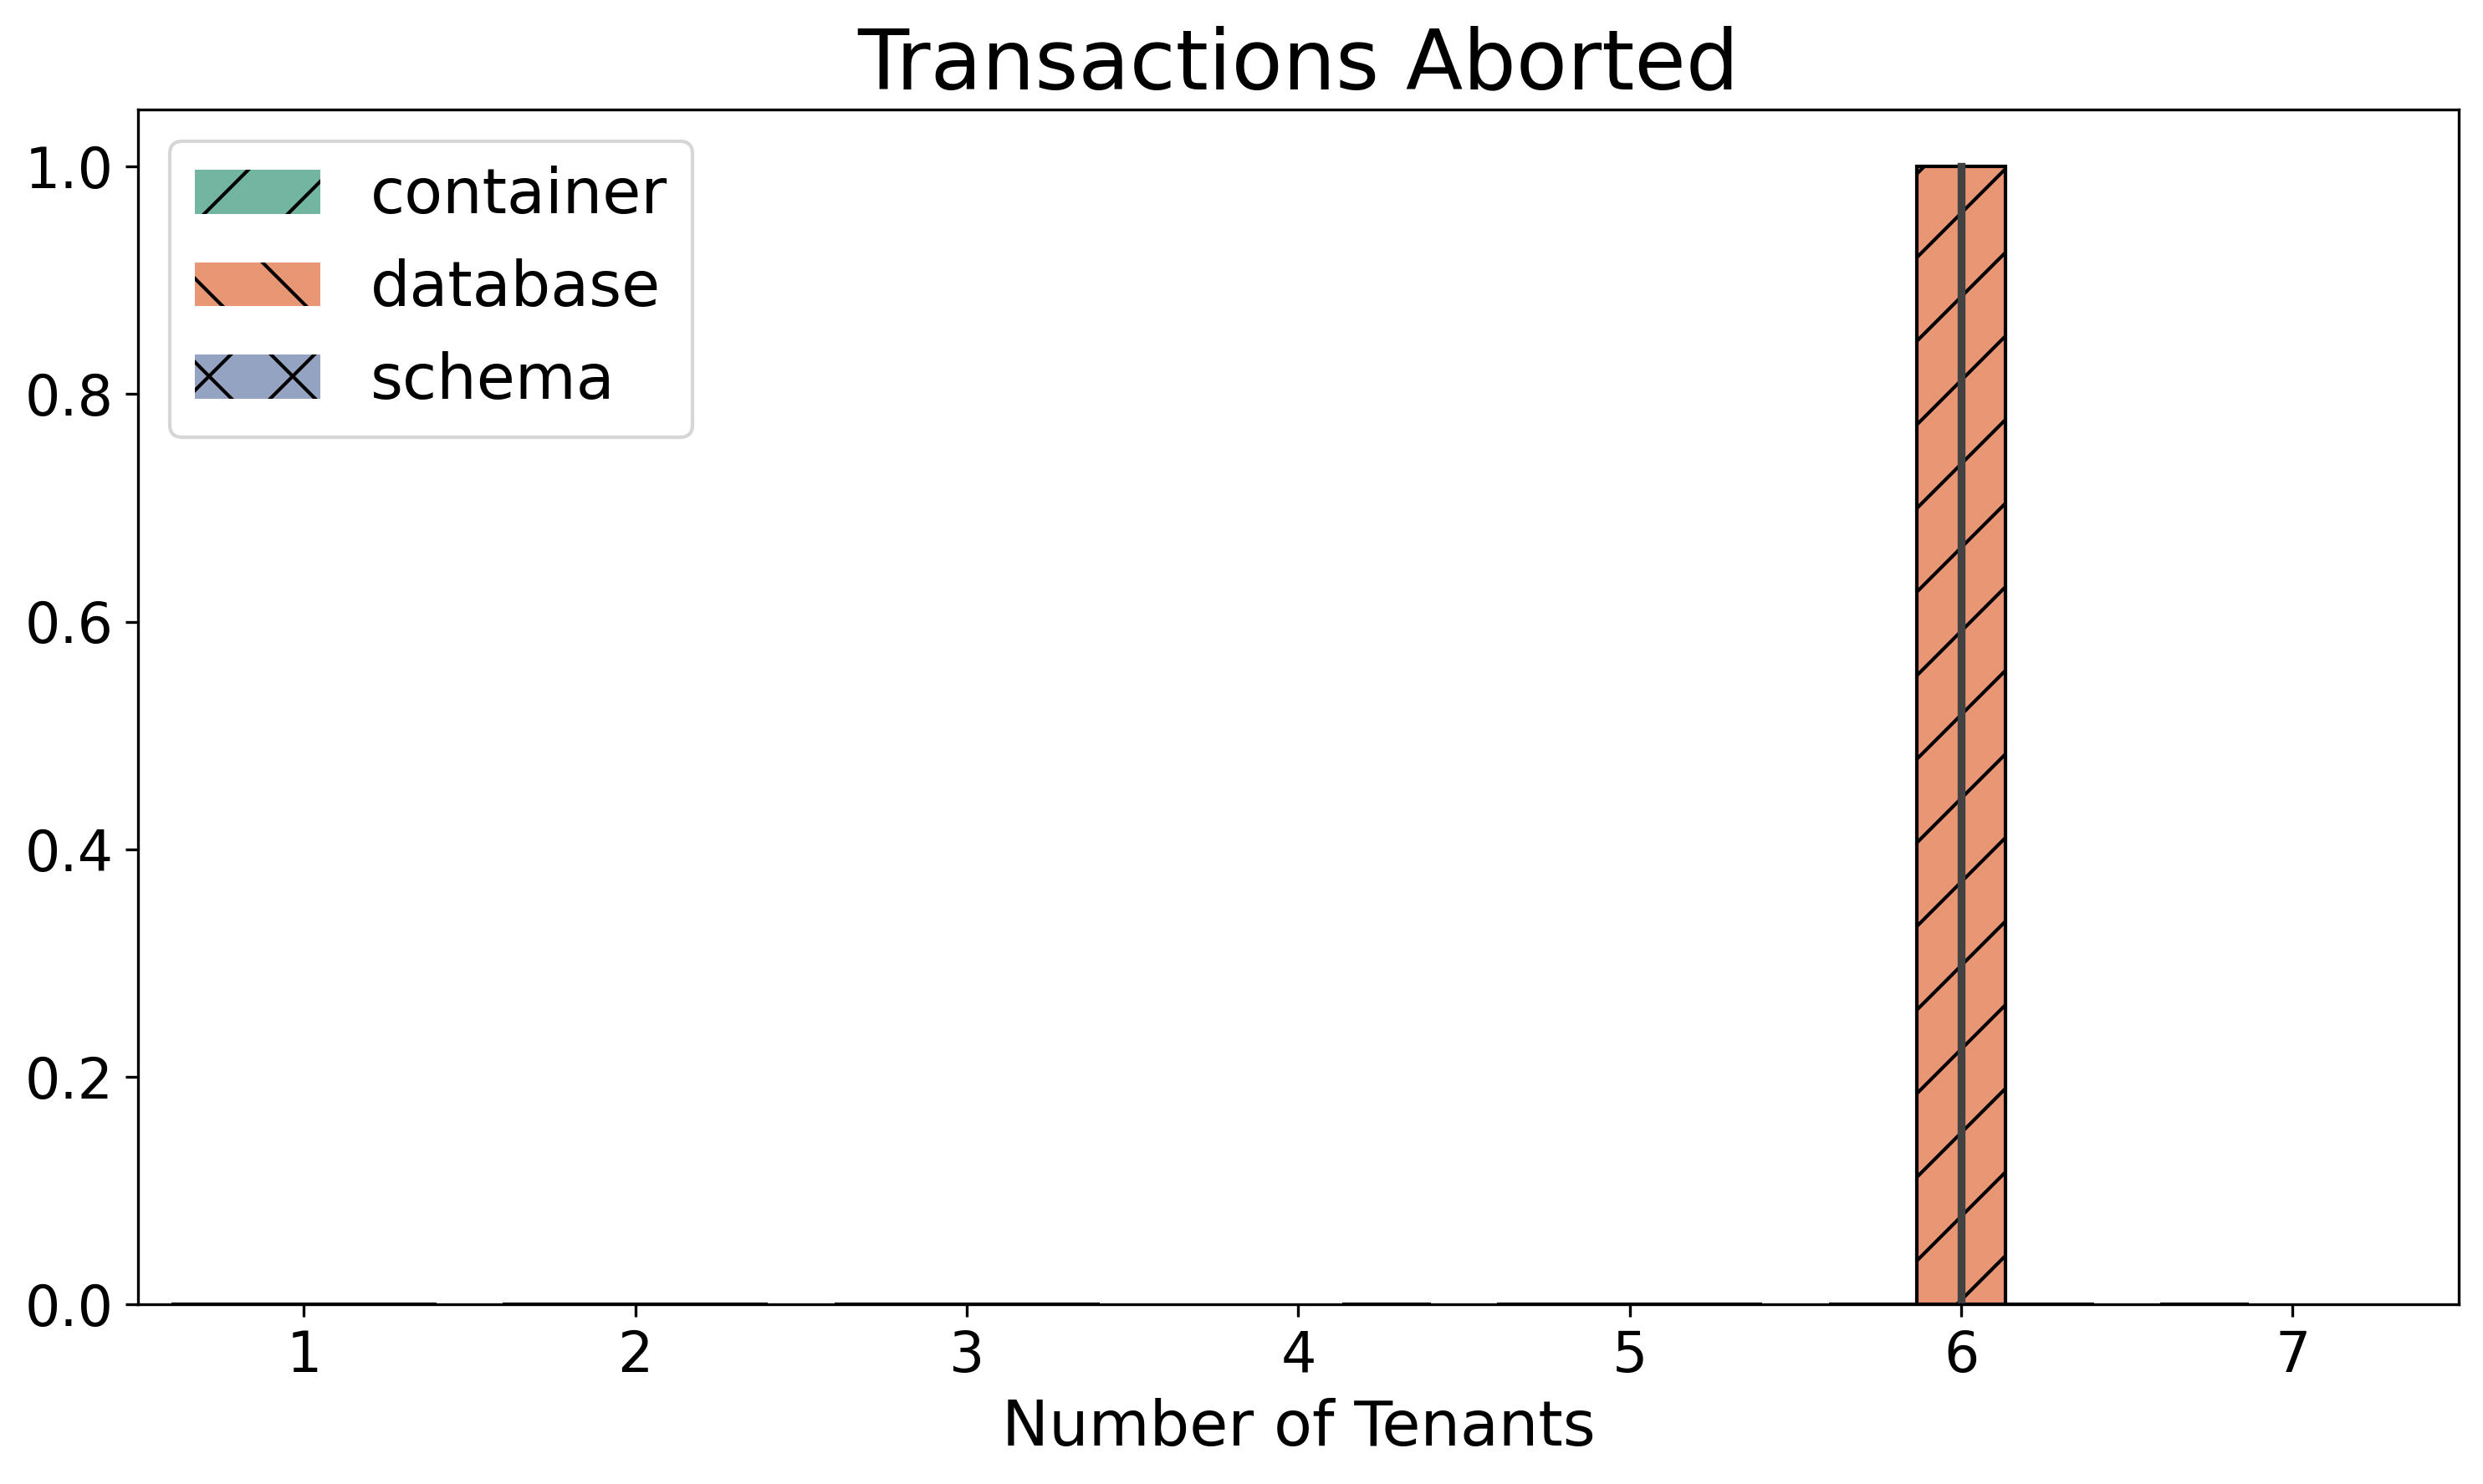 Transactions Aborted
1.0
0.8
0.6
0.4
0.2
0.0
container
database
schema
1 2 3 4 5 6 7
Number of Tenants